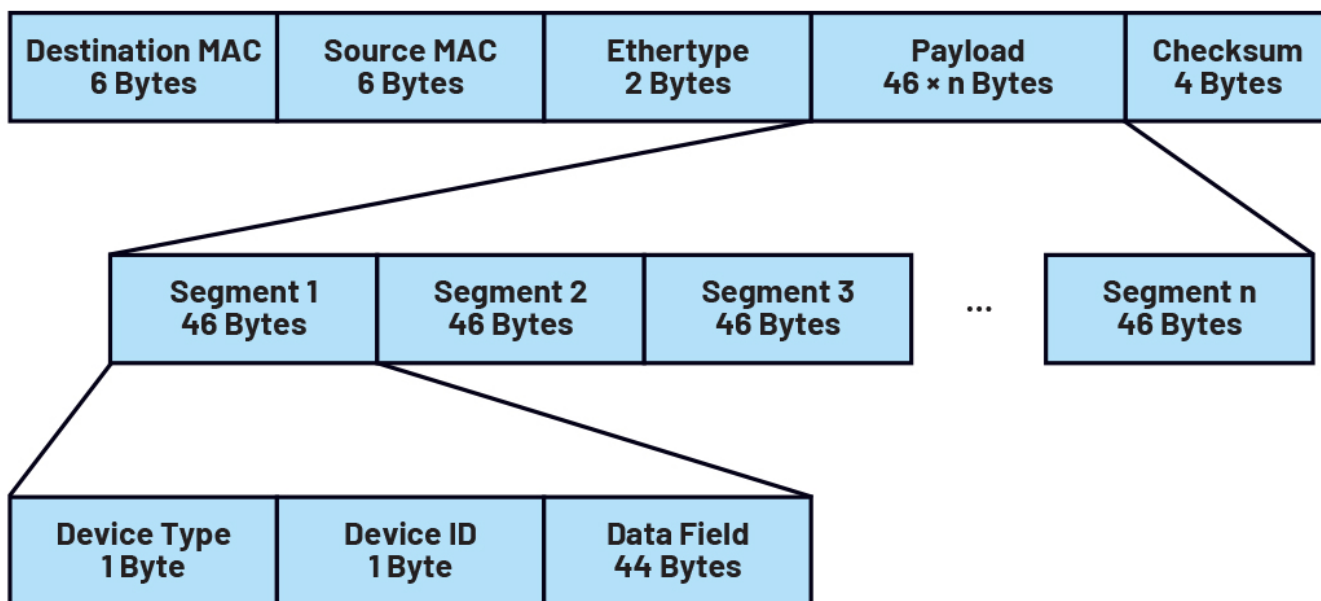 Destination MAC
6 Bytes
Source MAC
6 Bytes
Ethertype
2 Bytes
Payload
46 × n Bytes
Checksum
4 Bytes
Segment 1
46 Bytes
Segment 2
46 Bytes
Segment 3
46 Bytes
...
Segment n
46 Bytes
Device Type
1 Byte
Device ID
1 Byte
Data Field
44 Bytes